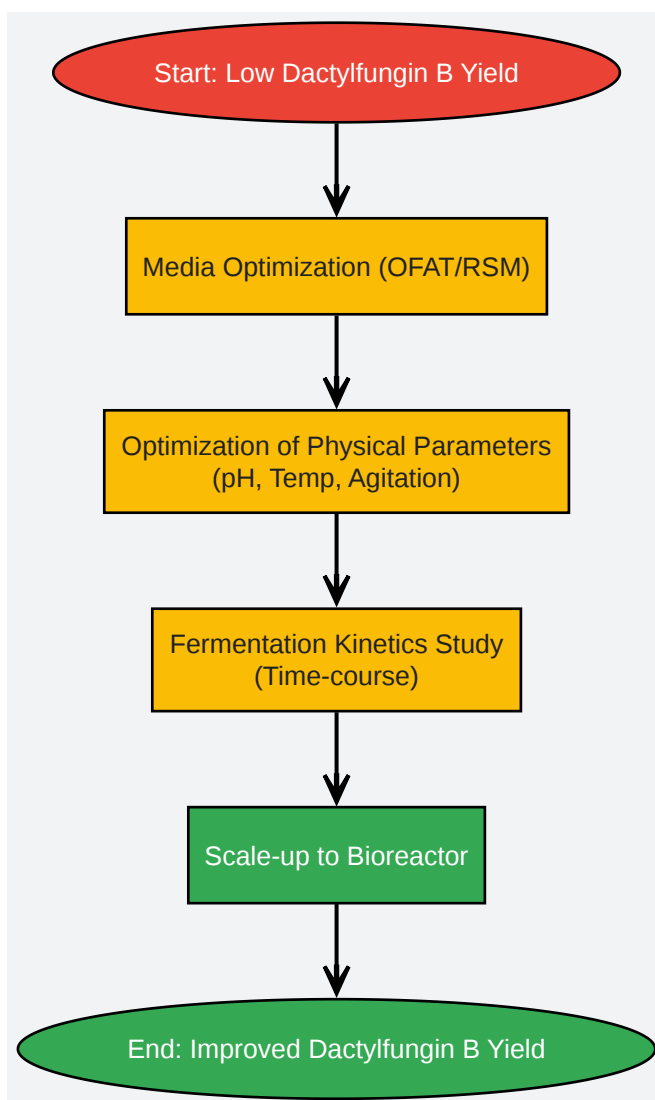 Start: Low Dactylfungin B Yield
Media Optimization (OFAT/RSM)
Optimization of Physical Parameters
(pH, Temp, Agitation)
Fermentation Kinetics Study
(Time-course)
Scale-up to Bioreactor
End: Improved Dactylfungin B Yield